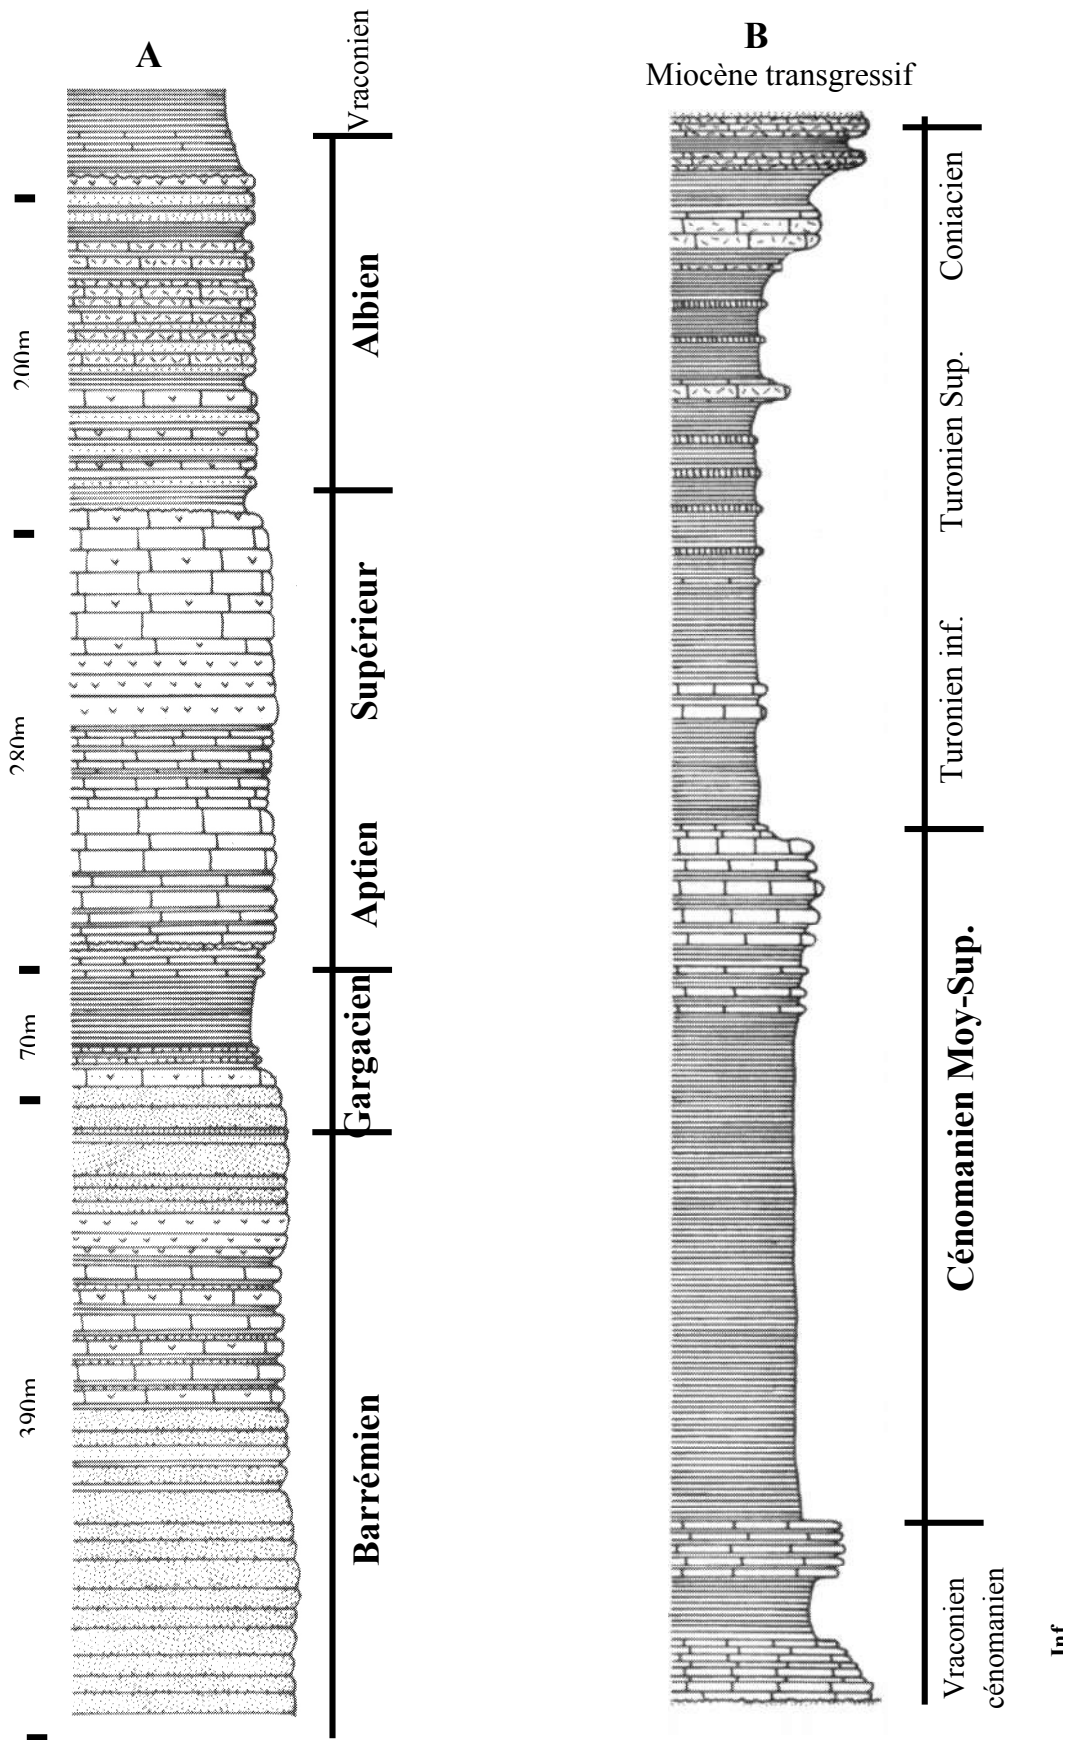 A
Vraconien
Albien
200m
Supérieur
Aptien
280m
Gargacien
70m
Barrémien
390m
B
Miocène transgressif
Coniacien
Turonien Sup.
Turonien inf.
Cénomanien Moy-Sup.
Vraconien
cénomanien
Inf